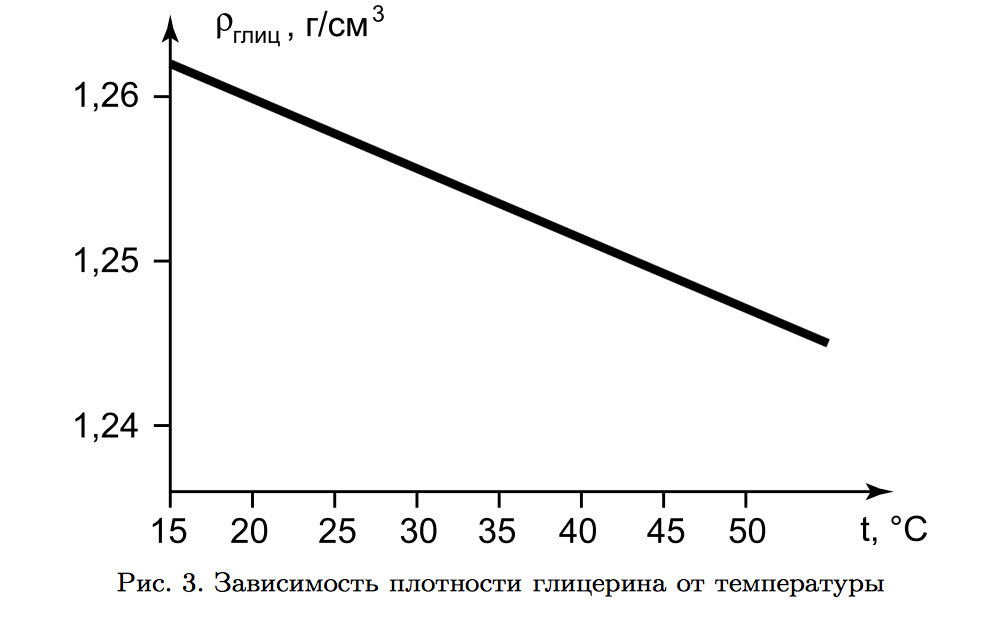 ρглиц , г/см³
1,26
1,25
1,24
15 20 25 30 35 40 45 50 t, °C
Рис. 3. Зависимость плотности глицерина от температуры